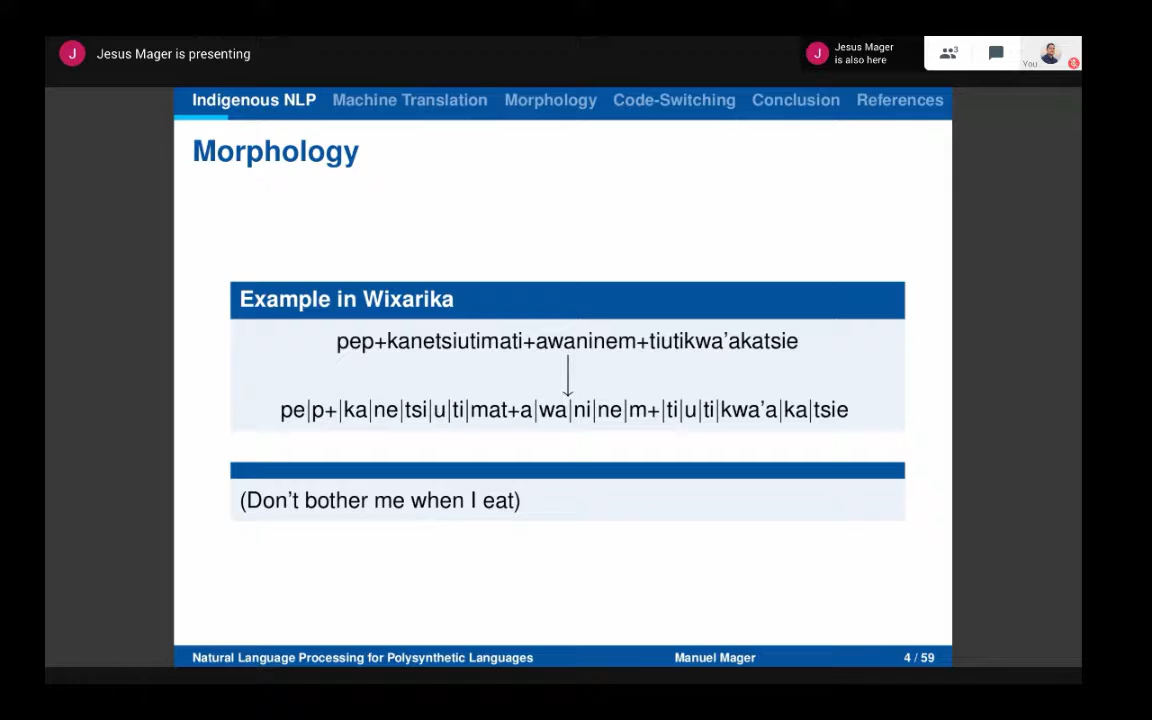 J Jesus Mager is presenting
J Jesus Mager is also here
3
You
Indigenous NLP Machine Translation Morphology Code-Switching Conclusion References
Morphology
Example in Wixarika
pep+kanetsiutimati+awaninem+tiutikwa’akatsie
pe|p+|ka|ne|tsi|u|ti|mat+a|wa|ni|ne|m+|ti|u|ti|kwa’a|ka|tsie
(Don’t bother me when I eat)
Natural Language Processing for Polysynthetic Languages Manuel Mager 4 / 59